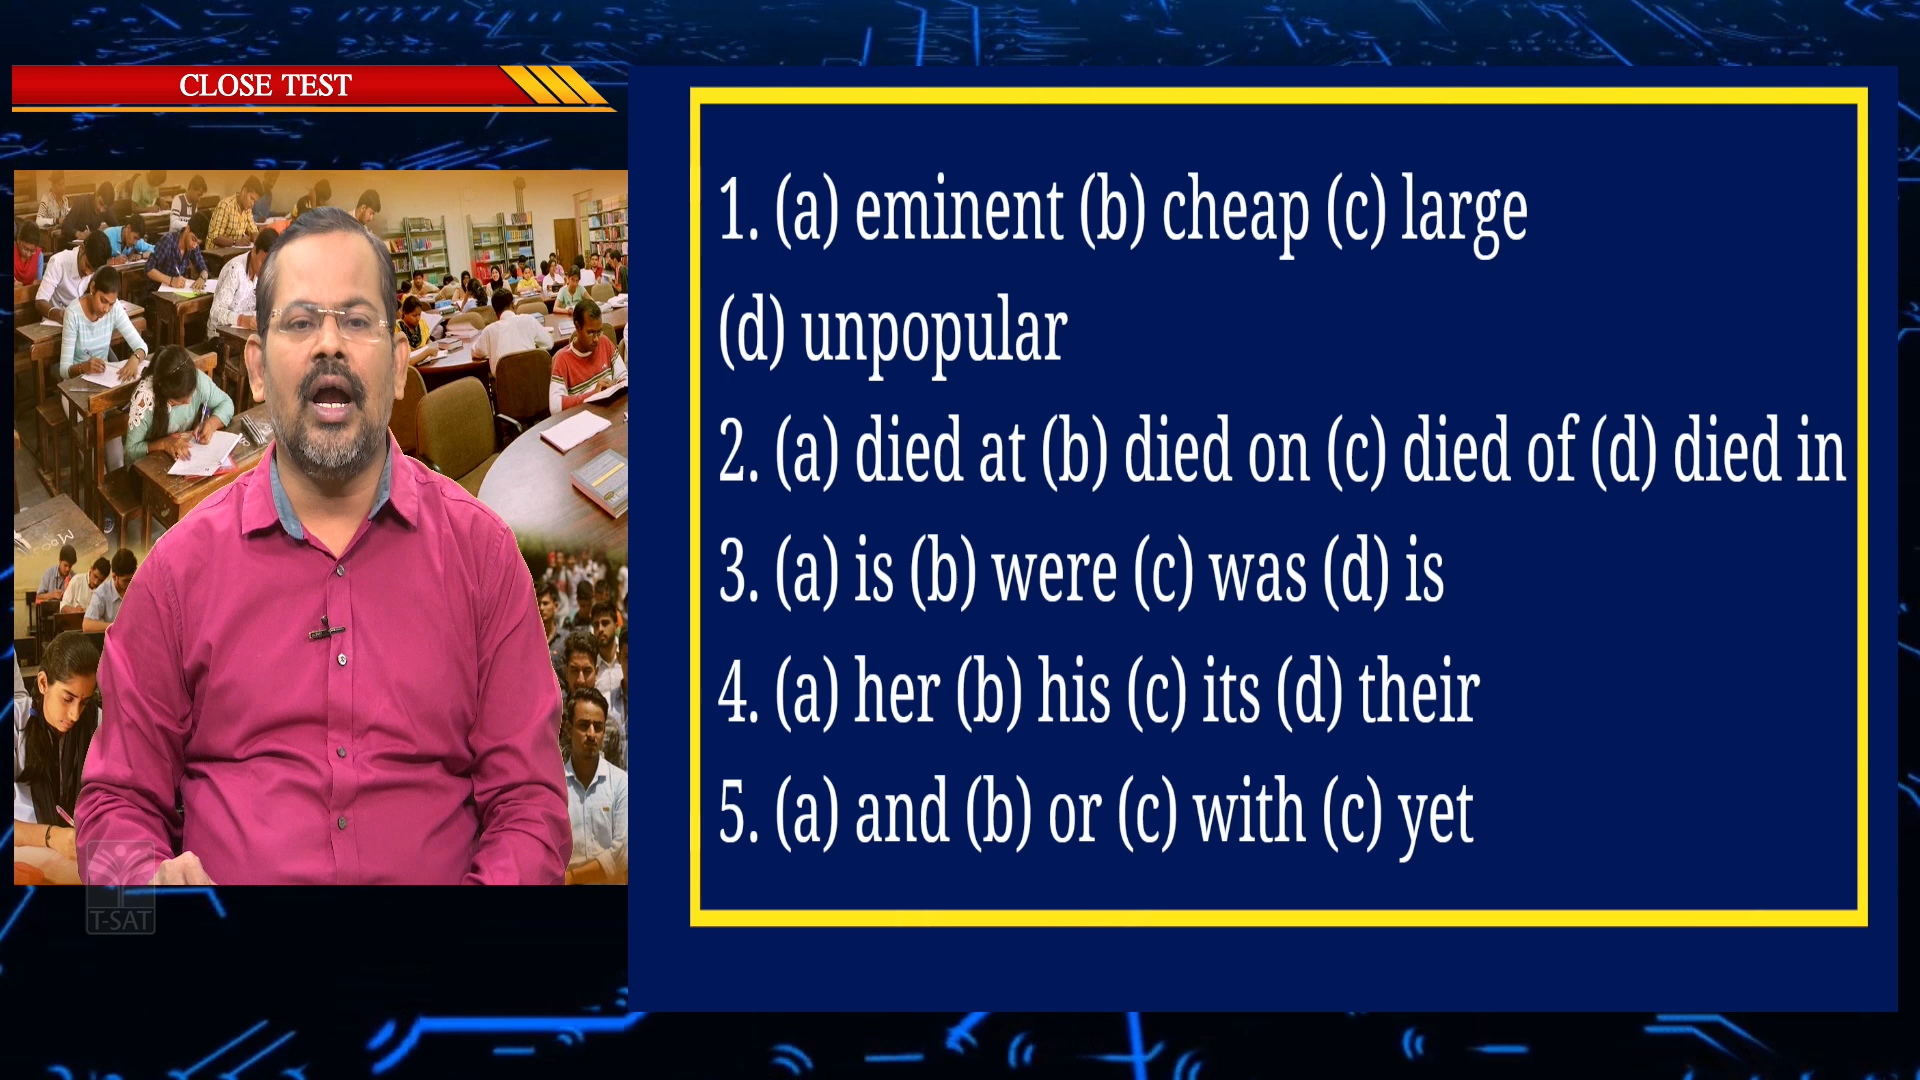 CLOSE TEST
1. (a) eminent (b) cheap (c) large
(d) unpopular
2. (a) died at (b) died on (c) died of (d) died in
3. (a) is (b) were (c) was (d) is
4. (a) her (b) his (c) its (d) their
5. (a) and (b) or (c) with (c) yet
T-SAT